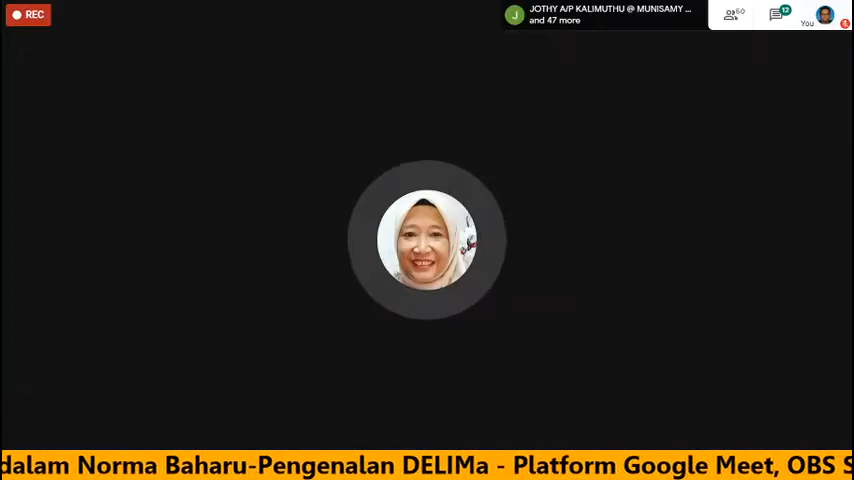 REC
J
JOTHY A/P KALIMUTHU @ MUNISAMY ...
and 47 more
50
12
You
dalam Norma Baharu-Pengenalan DELIMa - Platform Google Meet, OBS S